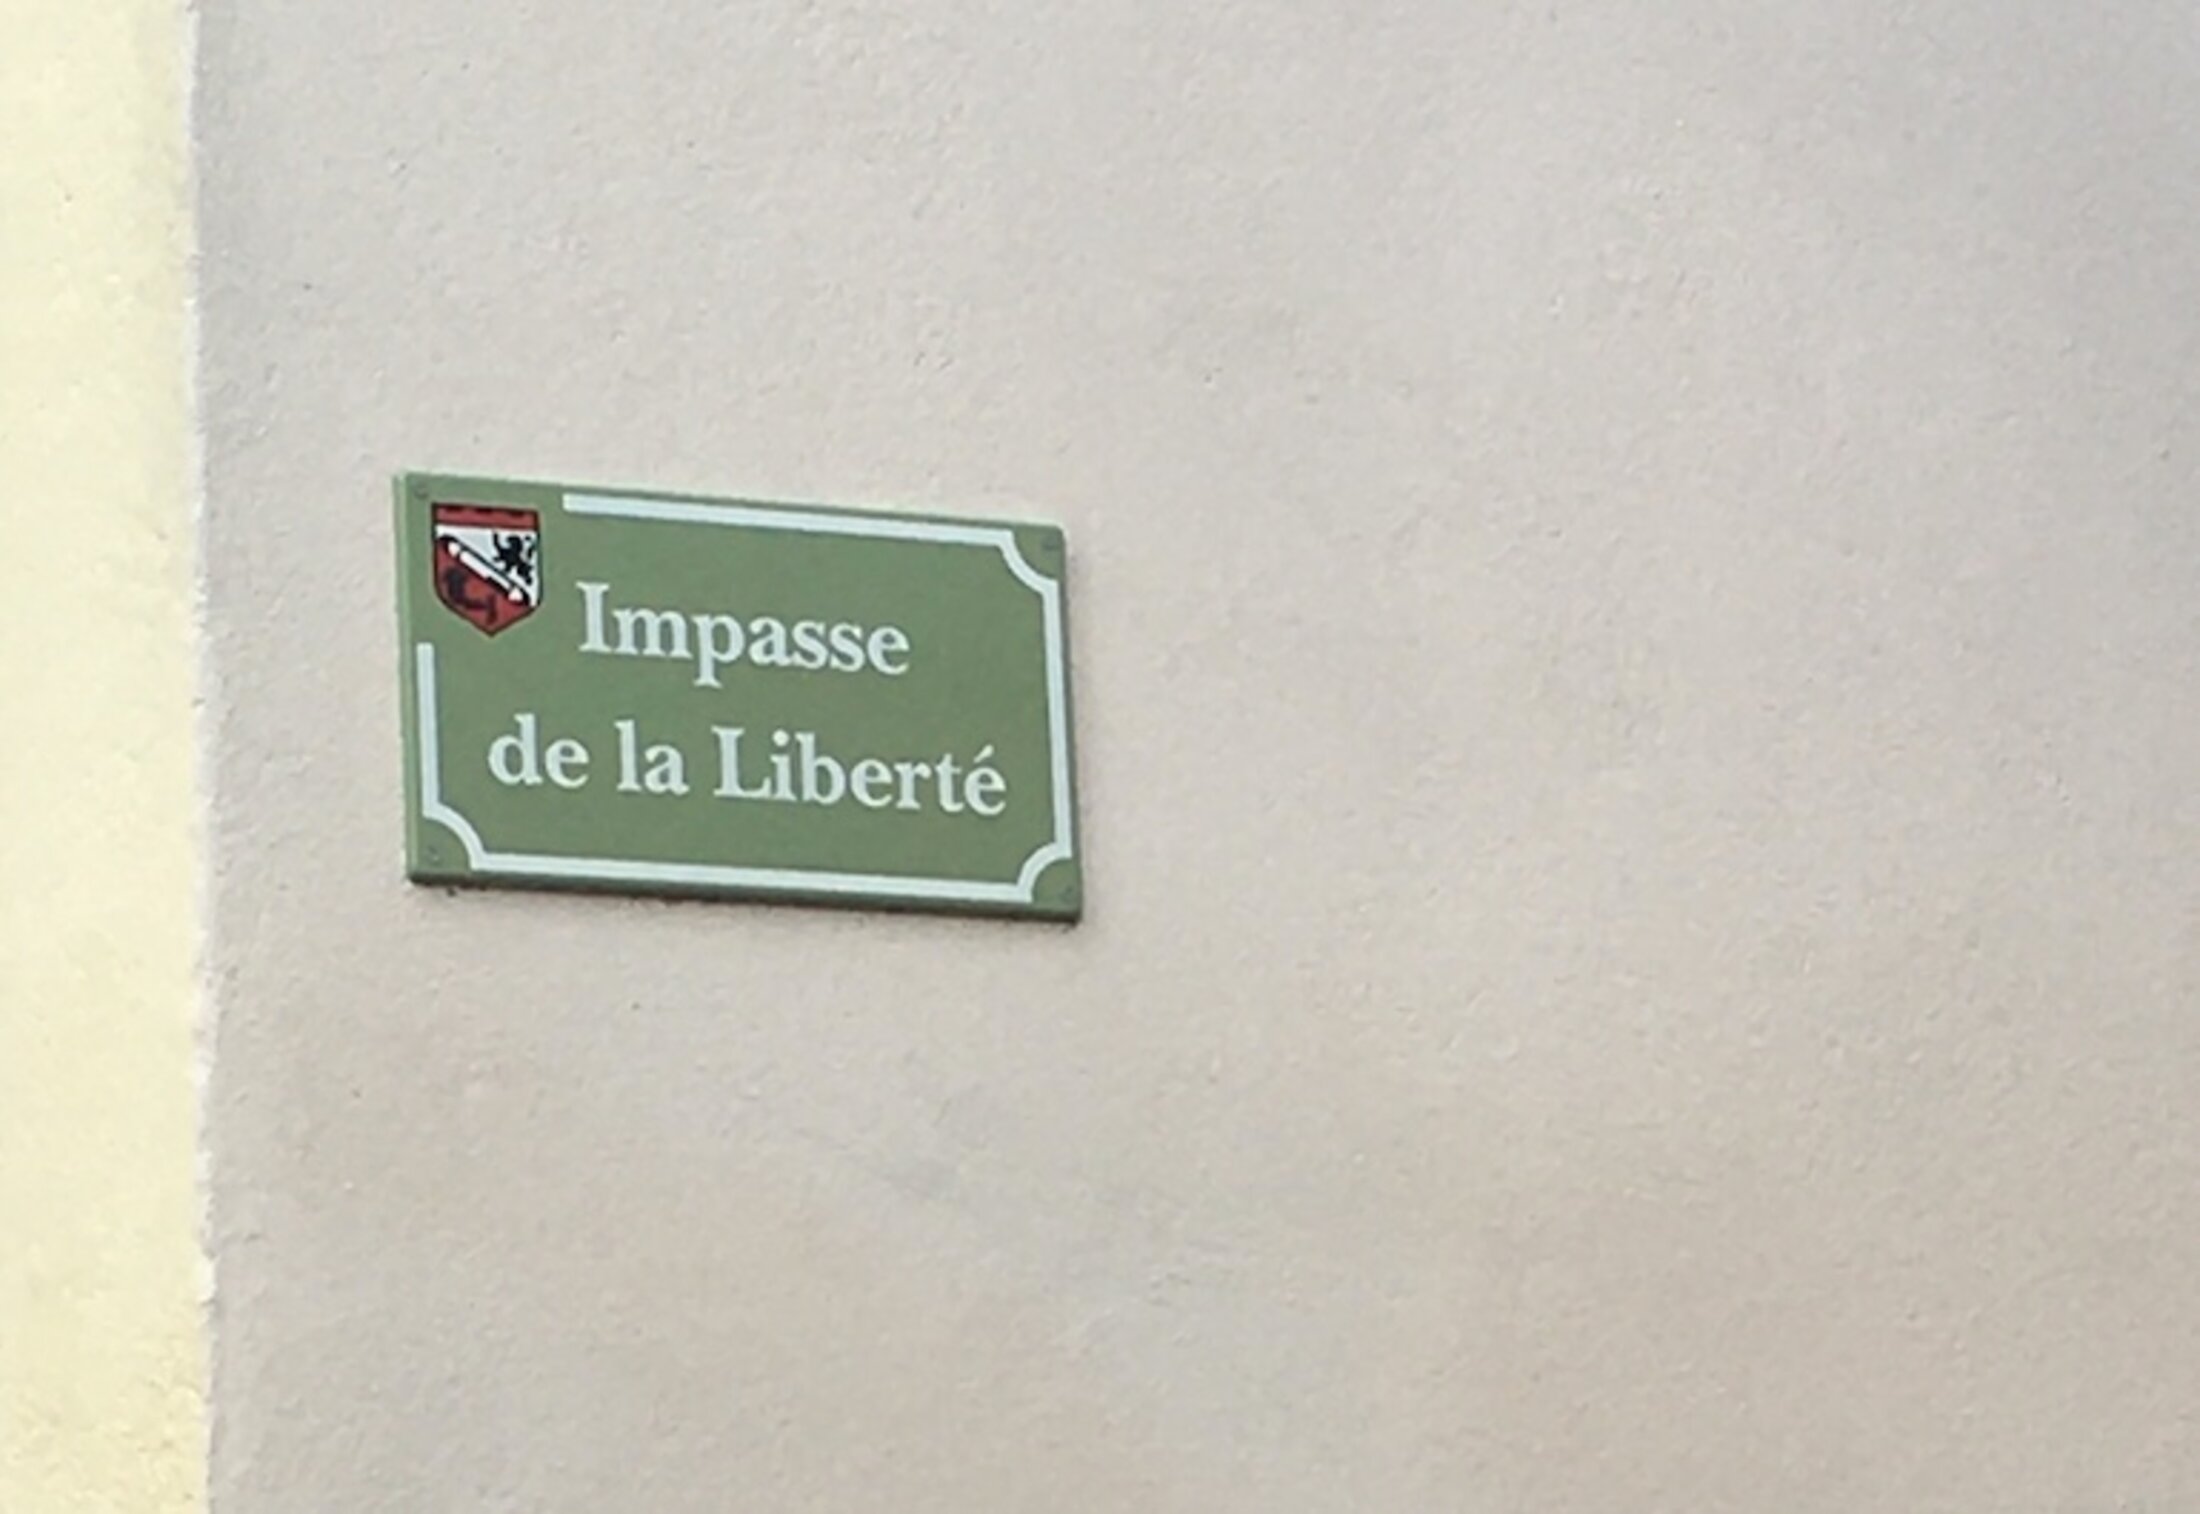 Impasse
de la Liberté